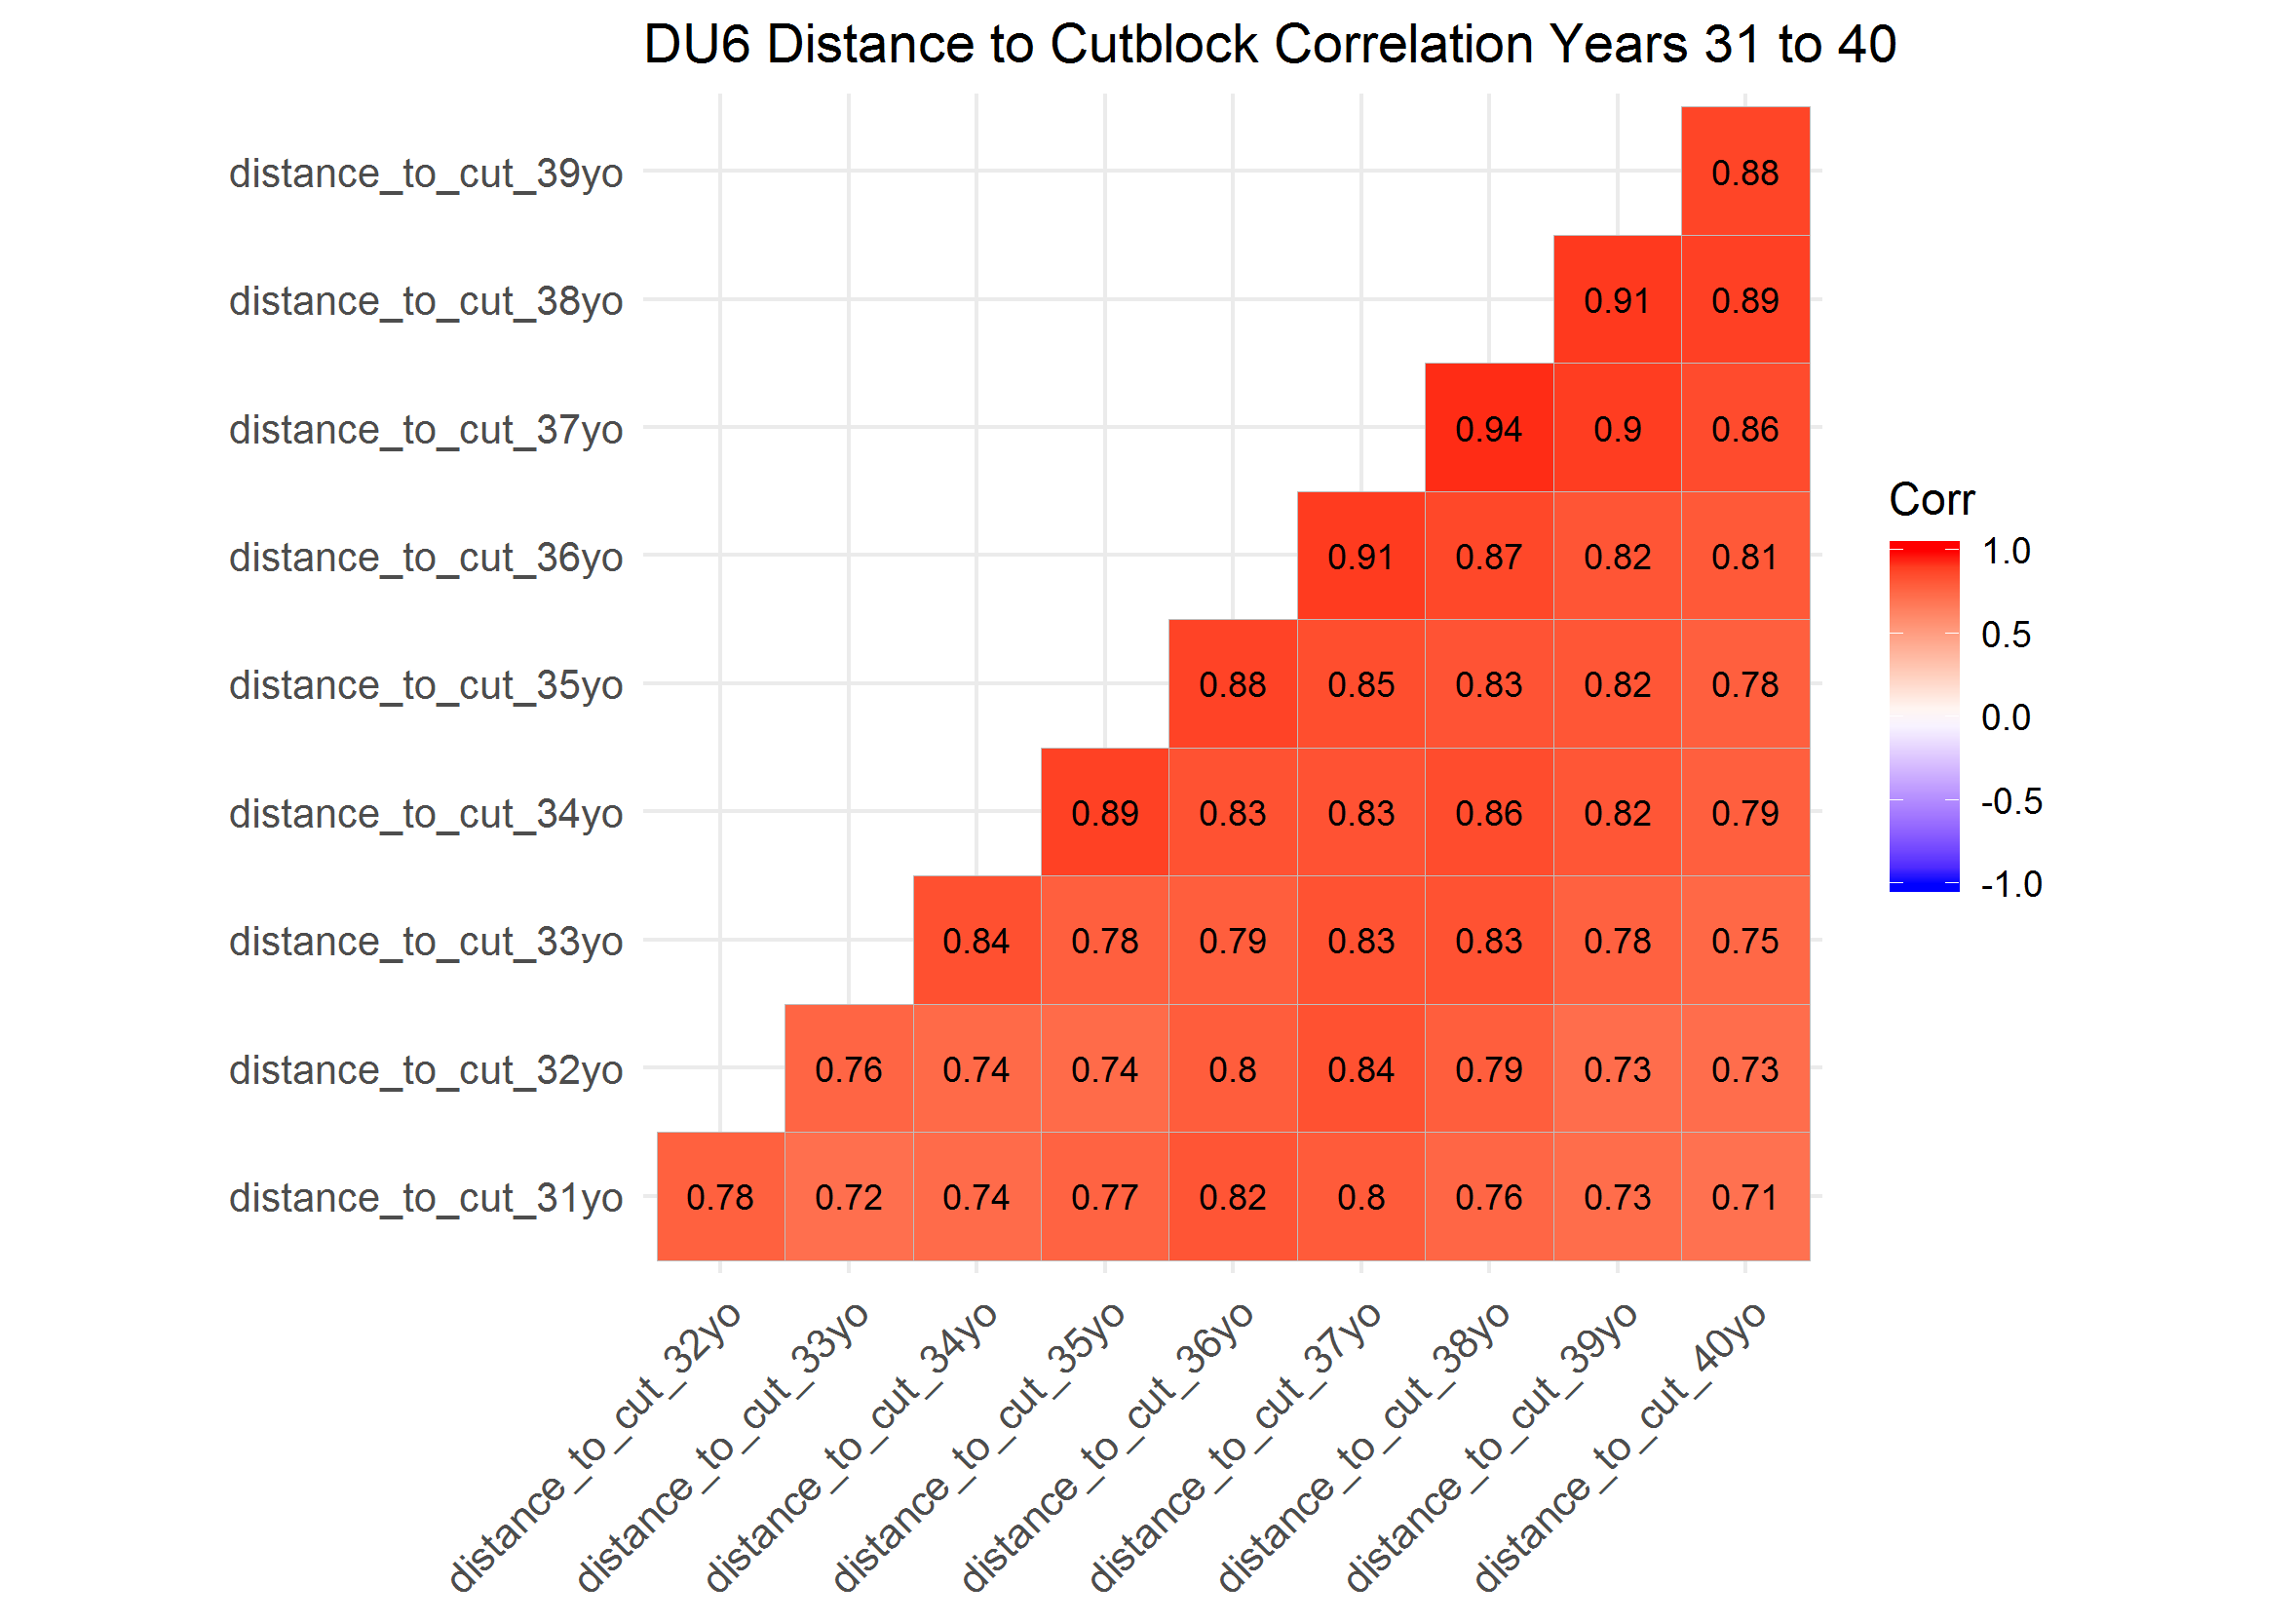 DU6 Distance to Cutblock Correlation Years 31 to 40
distance_to_cut_39yo 0.88
distance_to_cut_38yo 0.91 0.89
distance_to_cut_37yo 0.94 0.9 0.86
distance_to_cut_36yo 0.91 0.87 0.82 0.81
distance_to_cut_35yo 0.88 0.85 0.83 0.82 0.78
distance_to_cut_34yo 0.89 0.83 0.83 0.86 0.82 0.79
distance_to_cut_33yo 0.84 0.78 0.79 0.83 0.83 0.78 0.75
distance_to_cut_32yo 0.76 0.74 0.74 0.8 0.84 0.79 0.73 0.73
distance_to_cut_31yo 0.78 0.72 0.74 0.77 0.82 0.8 0.76 0.73 0.71
distance_to_cut_32yo
distance_to_cut_33yo
distance_to_cut_34yo
distance_to_cut_35yo
distance_to_cut_36yo
distance_to_cut_37yo
distance_to_cut_38yo
distance_to_cut_39yo
distance_to_cut_40yo
Corr
1.0
0.5
0.0
-0.5
-1.0